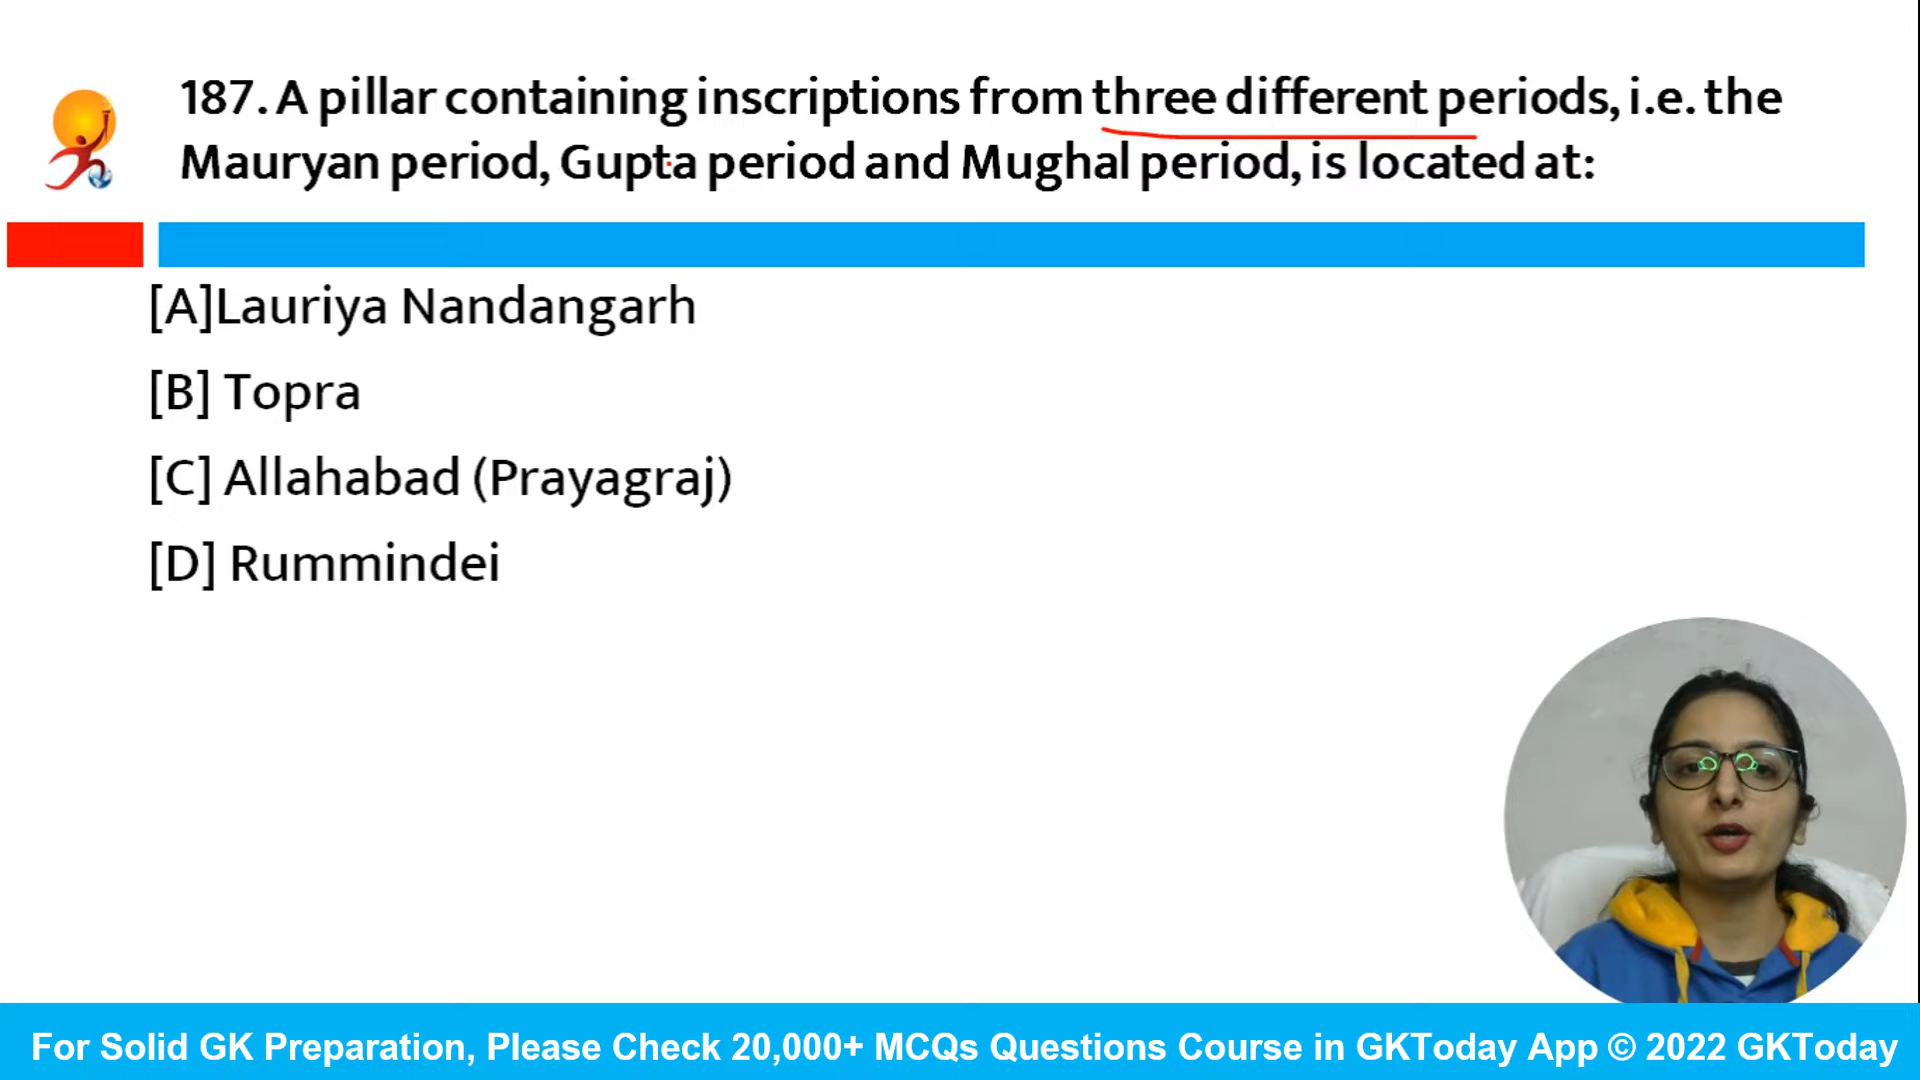 187. A pillar containing inscriptions from three different periods, i.e. the
Mauryan period, Gupta period and Mughal period, is located at:
[A]Lauriya Nandangarh
[B] Topra
[C] Allahabad (Prayagraj)
[D] Rummindei
For Solid GK Preparation, Please Check 20,000+ MCQs Questions Course in GKToday App © 2022 GKToday